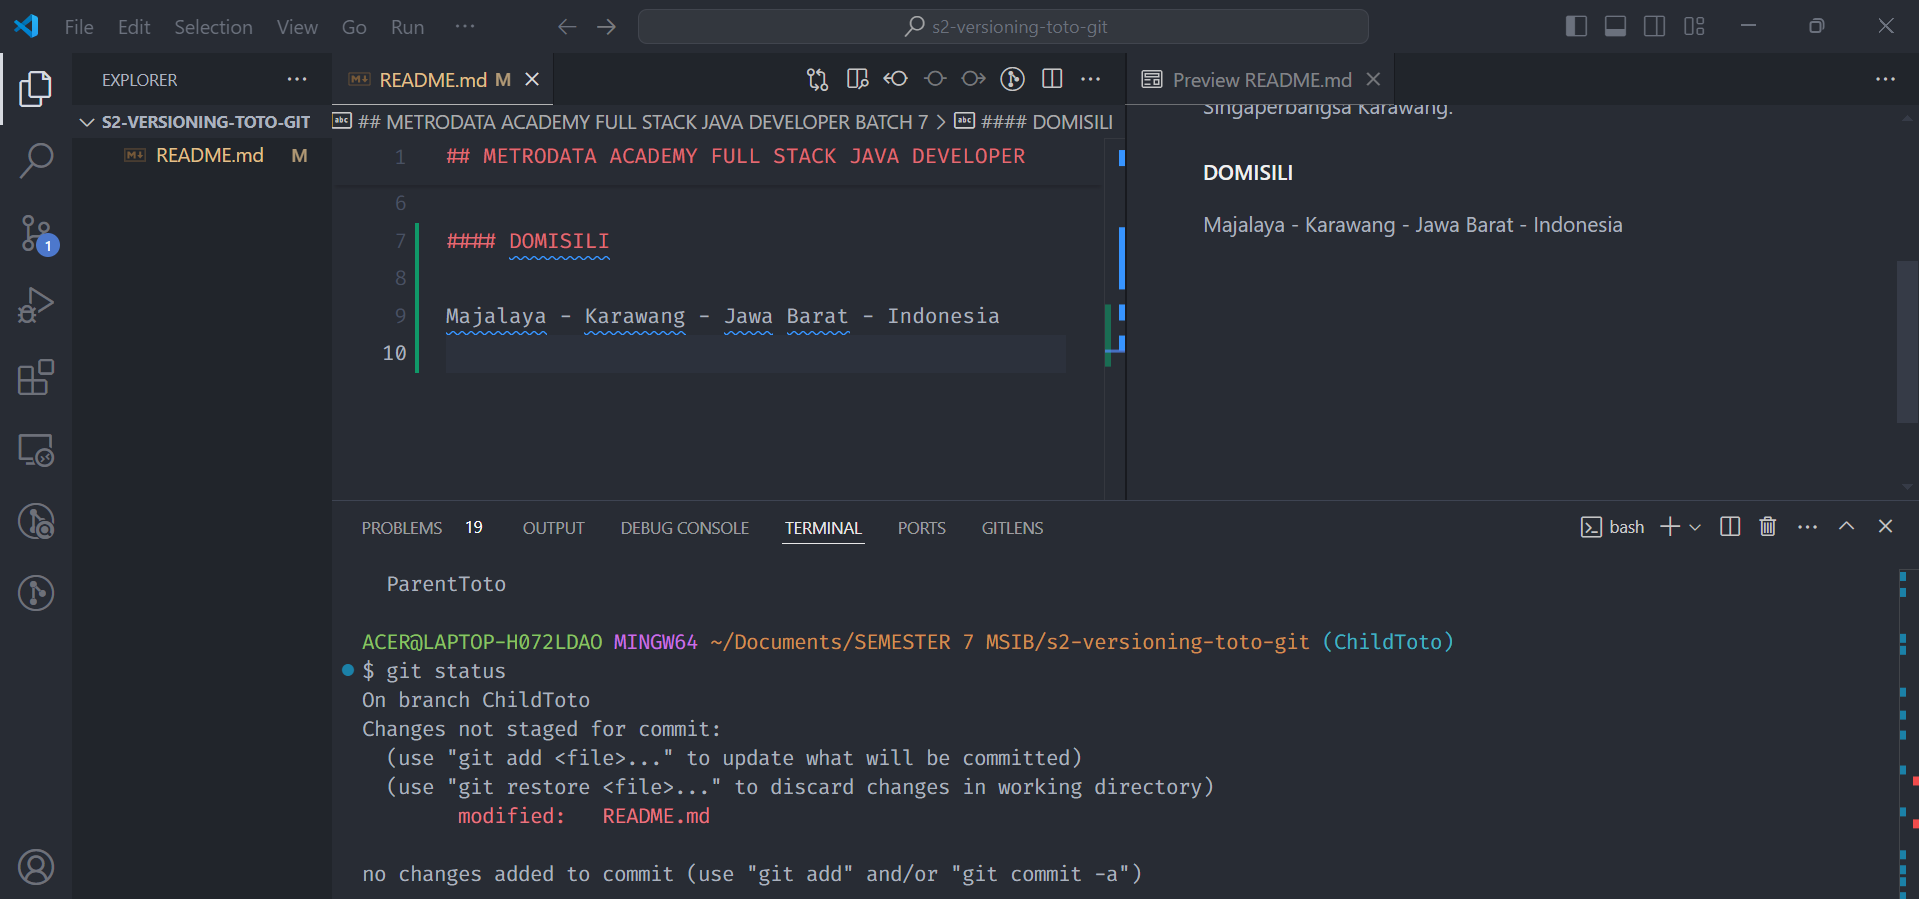 File Edit Selection View Go Run ···
s2-versioning-toto-git
EXPLORER ···
S2-VERSIONING-TOTO-GIT
README.md M
1
README.md M
## METRODATA ACADEMY FULL STACK JAVA DEVELOPER BATCH 7 > #### DOMISILI
1 ## METRODATA ACADEMY FULL STACK JAVA DEVELOPER
6
7 #### DOMISILI
8
9 Majalaya - Karawang - Jawa Barat - Indonesia
10
Preview README.md
Singaperbangsa Karawang.
DOMISILI
Majalaya - Karawang - Jawa Barat - Indonesia
PROBLEMS 19 OUTPUT DEBUG CONSOLE TERMINAL PORTS GITLENS
bash
ParentToto
ACER@LAPTOP-H072LDAO MINGW64 ~/Documents/SEMESTER 7 MSIB/s2-versioning-toto-git (ChildToto)
$ git status
On branch ChildToto
Changes not staged for commit:
(use "git add <file>..." to update what will be committed)
(use "git restore <file>..." to discard changes in working directory)
modified: README.md
no changes added to commit (use "git add" and/or "git commit -a")